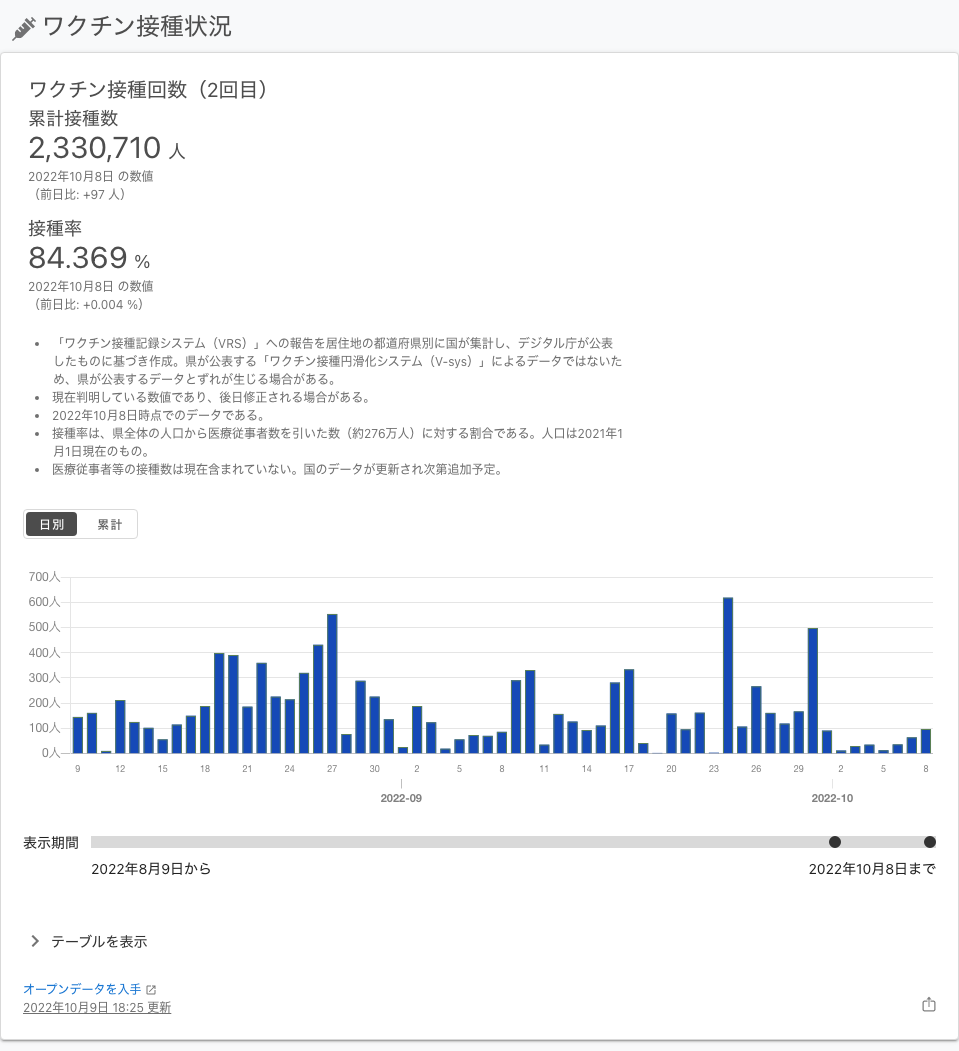 ワクチン接種状況
ワクチン接種回数（2回目）
累計接種数
2,330,710 人
2022年10月8日 の数値
（前日比: +97 人）
接種率
84.369 %
2022年10月8日 の数値
（前日比: +0.004 %）
• 「ワクチン接種記録システム（VRS）」への報告を居住地の都道府県別に国が集計し、デジタル庁が公表
したものに基づき作成。県が公表する「ワクチン接種円滑化システム（V-sys）」によるデータではないた
め、県が公表するデータとずれが生じる場合がある。
• 現在判明している数値であり、後日修正される場合がある。
• 2022年10月8日時点でのデータである。
• 接種率は、県全体の人口から医療従事者数を引いた数（約276万人）に対する割合である。人口は2021年1
月1日現在のもの。
• 医療従事者等の接種数は現在含まれていない。国のデータが更新され次第追加予定。
日別 累計
700人
600人
500人
400人
300人
200人
100人
0人
9 12 15 18 21 24 27 30 2 5 8 11 14 17 20 23 26 29 2 5 8
2022-09 2022-10
表示期間
2022年8月9日から 2022年10月8日まで
テーブルを表示
オープンデータを入手
2022年10月9日 18:25 更新